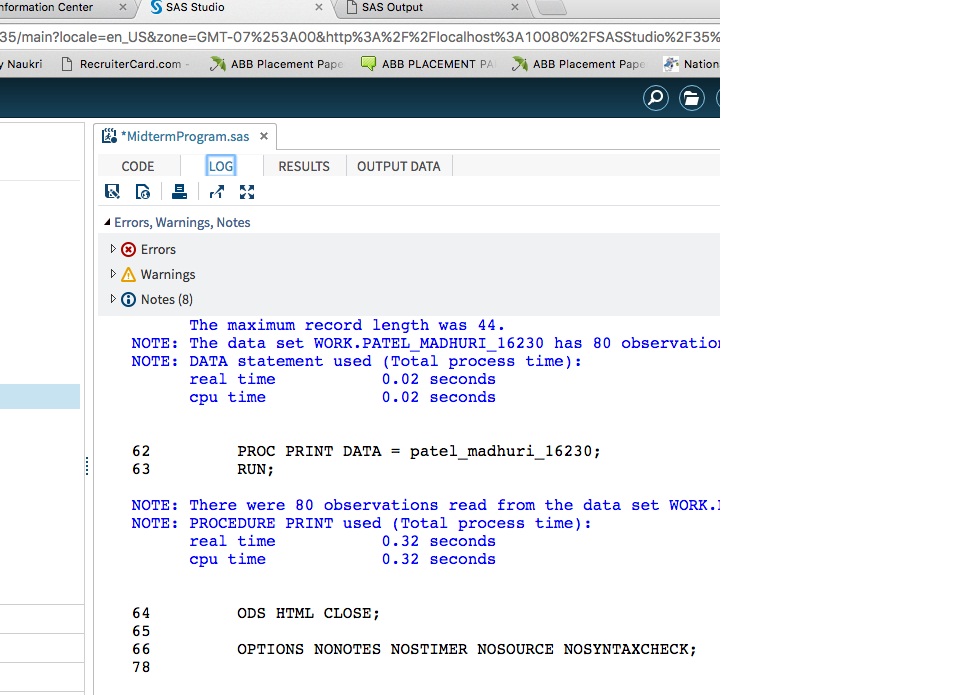 nformation Center × SAS Studio × SAS Output ×
35/main?locale=en_US&zone=GMT-07%253A00&http%3A%2F%2Flocalhost%3A10080%2FSASStudio%2F35%
y Naukri RecruiterCard.com - ABB Placement Pape ABB PLACEMENT PA ABB Placement Pape Nation
*MidtermProgram.sas ×
CODE LOG RESULTS OUTPUT DATA
Errors, Warnings, Notes
Errors
Warnings
Notes (8)
The maximum record length was 44.
NOTE: The data set WORK.PATEL_MADHURI_16230 has 80 observation
NOTE: DATA statement used (Total process time):
real time 0.02 seconds
cpu time 0.02 seconds
62 PROC PRINT DATA = patel_madhuri_16230;
63 RUN;
NOTE: There were 80 observations read from the data set WORK.
NOTE: PROCEDURE PRINT used (Total process time):
real time 0.32 seconds
cpu time 0.32 seconds
64 ODS HTML CLOSE;
65
66 OPTIONS NONOTES NOSTIMER NOSOURCE NOSYNTAXCHECK;
78